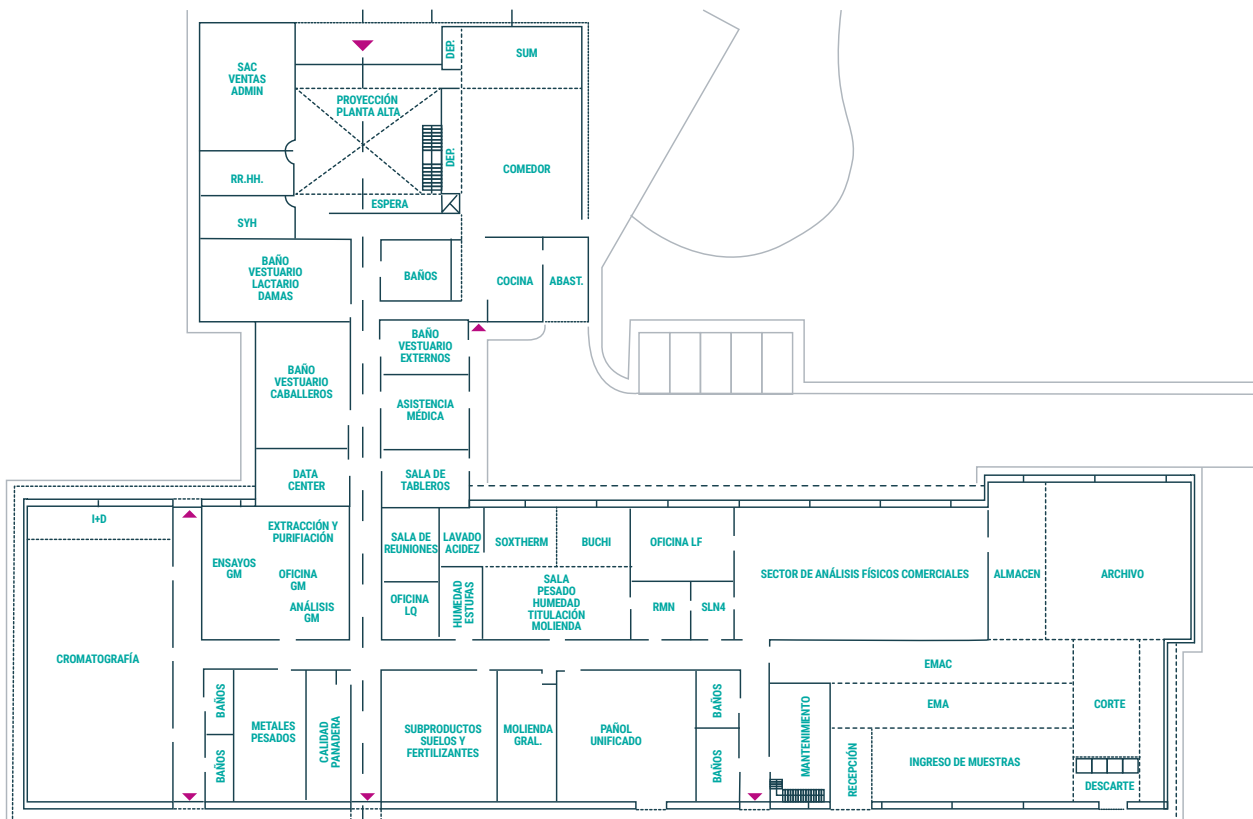 DEP.
SUM
SAC
VENTAS
ADMIN
PROYECCIÓN
PLANTA ALTA
DEP.
COMEDOR
RR.HH.
ESPERA
SYH
BAÑO
VESTUARIO
LACTARIO
DAMAS
BAÑOS
COCINA
ABAST.
BAÑO
VESTUARIO
EXTERNOS
BAÑO
VESTUARIO
CABALLEROS
ASISTENCIA
MÉDICA
DATA
CENTER
SALA DE
TABLEROS
I+D
EXTRACCIÓN Y
PURIFIACIÓN
ENSAYOS
GM
OFICINA
GM
ANÁLISIS
GM
SALA DE
REUNIONES
LAVADO
ACIDEZ
SOXTHERM
BUCHI
OFICINA LF
SECTOR DE ANÁLISIS FÍSICOS COMERCIALES
ALMACEN
ARCHIVO
OFICINA
LQ
HUMEDAD
ESTUFAS
SALA
PESADO
HUMEDAD
TITULACIÓN
MOLIENDA
RMN
SLN4
CROMATOGRAFÍA
EMAC
BAÑOS
BAÑOS
METALES
PESADOS
CALIDAD
PANADERA
SUBPRODUCTOS
SUELOS Y
FERTILIZANTES
MOLIENDA
GRAL.
PAÑOL
UNIFICADO
BAÑOS
BAÑOS
MANTENIMIENTO
EMA
CORTE
RECEPCIÓN
INGRESO DE MUESTRAS
DESCARTE